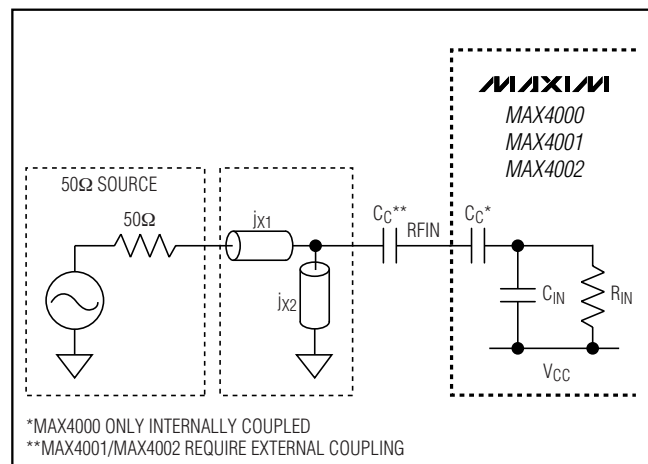 MAXIM
MAX4000
MAX4001
MAX4002
50Ω SOURCE
50Ω
jX1
jX2
CC**
RFIN
CC*
CIN
RIN
VCC
*MAX4000 ONLY INTERNALLY COUPLED
**MAX4001/MAX4002 REQUIRE EXTERNAL COUPLING